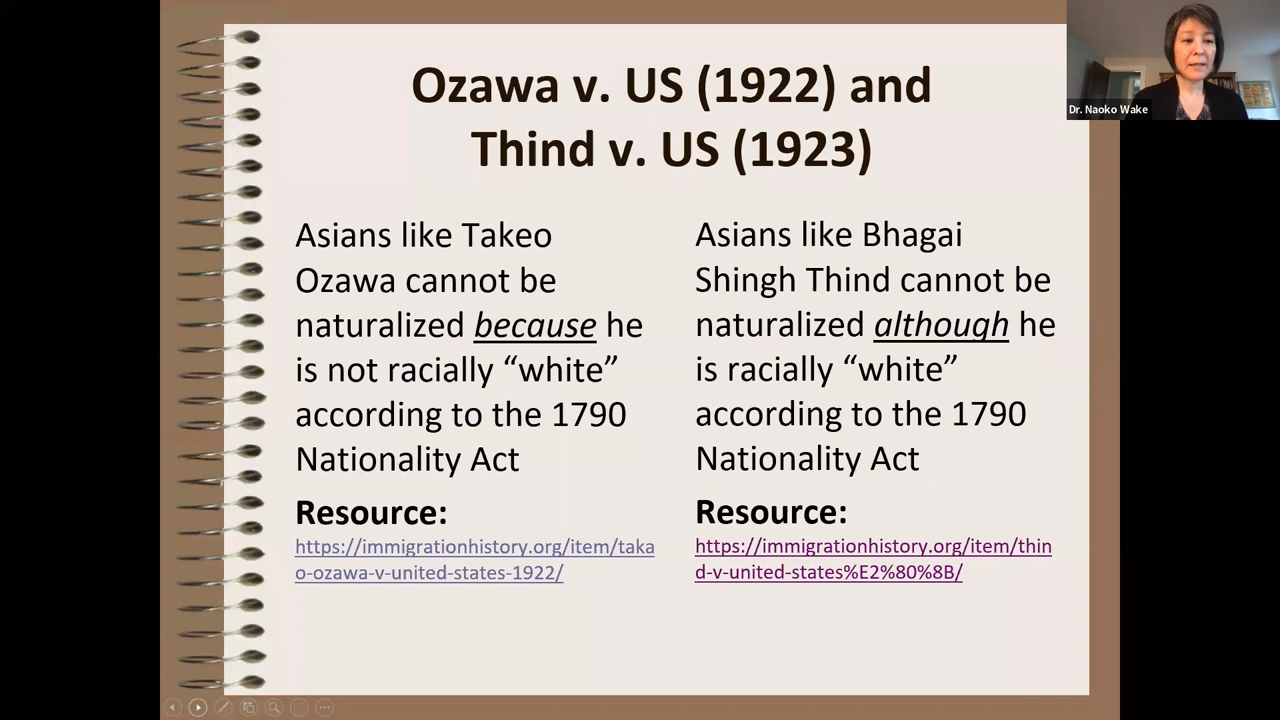 Ozawa v. US (1922) and
Thind v. US (1923)
Dr. Naoko Wake
Asians like Takeo
Ozawa cannot be
naturalized because he
is not racially “white”
according to the 1790
Nationality Act
Resource:
https://immigrationhistory.org/item/taka
o-ozawa-v-united-states-1922/
Asians like Bhagai
Shingh Thind cannot be
naturalized although he
is racially “white”
according to the 1790
Nationality Act
Resource:
https://immigrationhistory.org/item/thin
d-v-united-states%E2%80%8B/